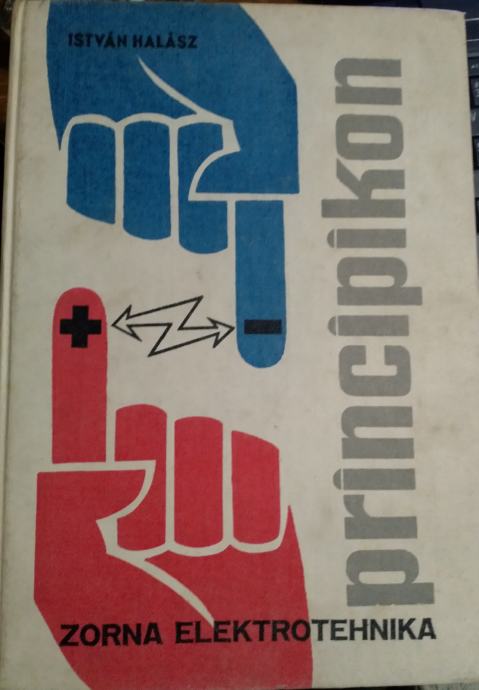 ISTVÁN HALÁSZ
principikon
+
-
ZORNA ELEKTROTEHNIKA